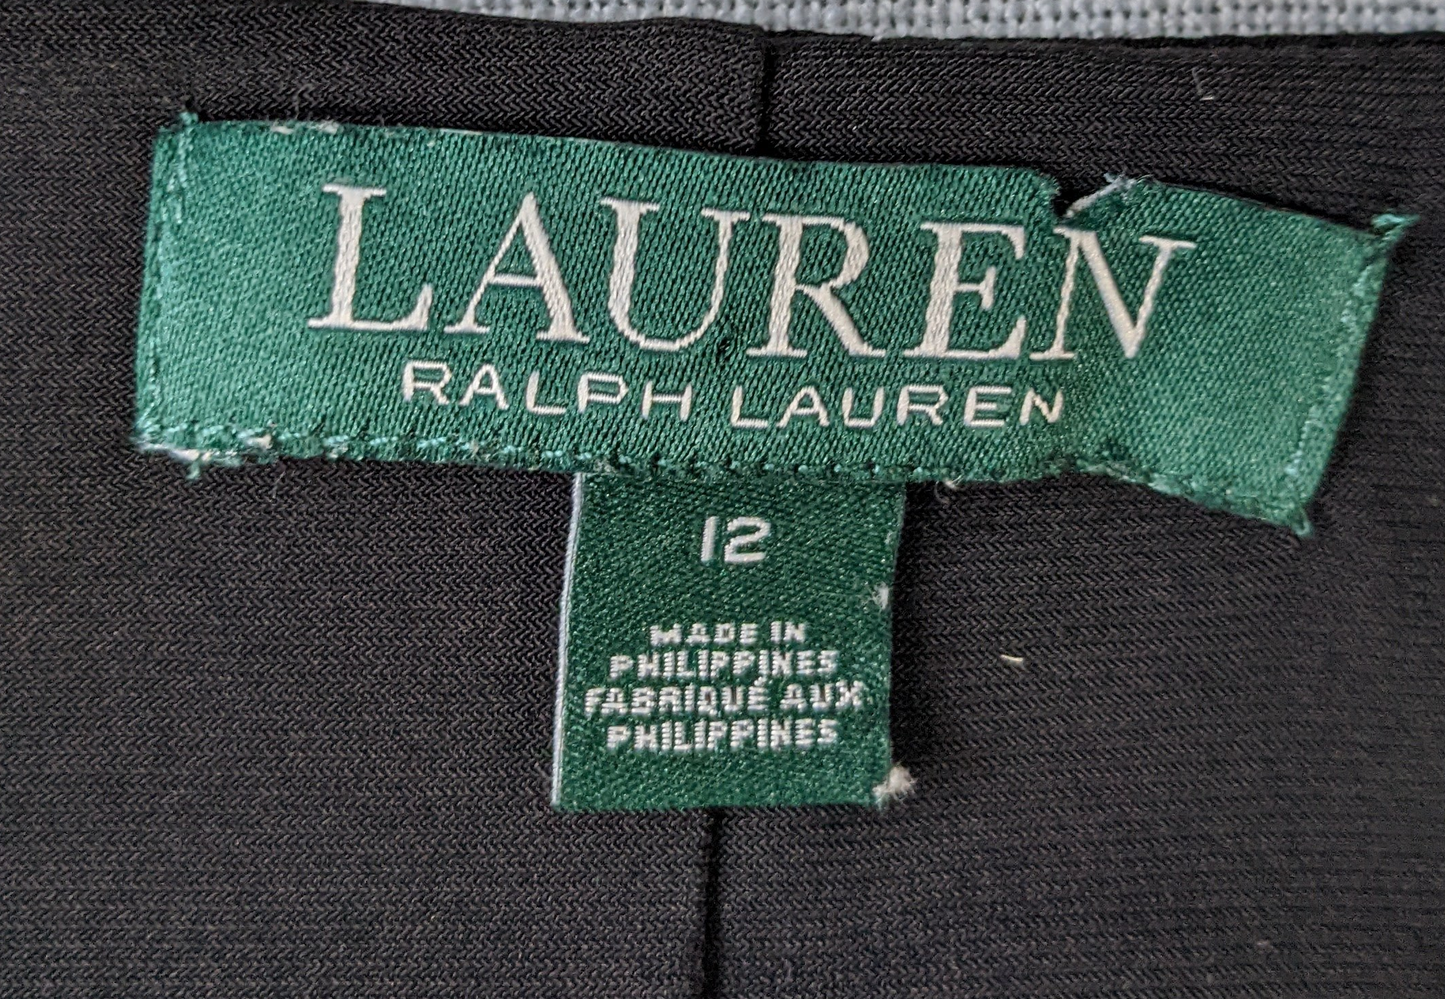 LAUREN
RALPH LAUREN
12
MADE IN
PHILIPPINES
FABRIQUÉ AUX
PHILIPPINES